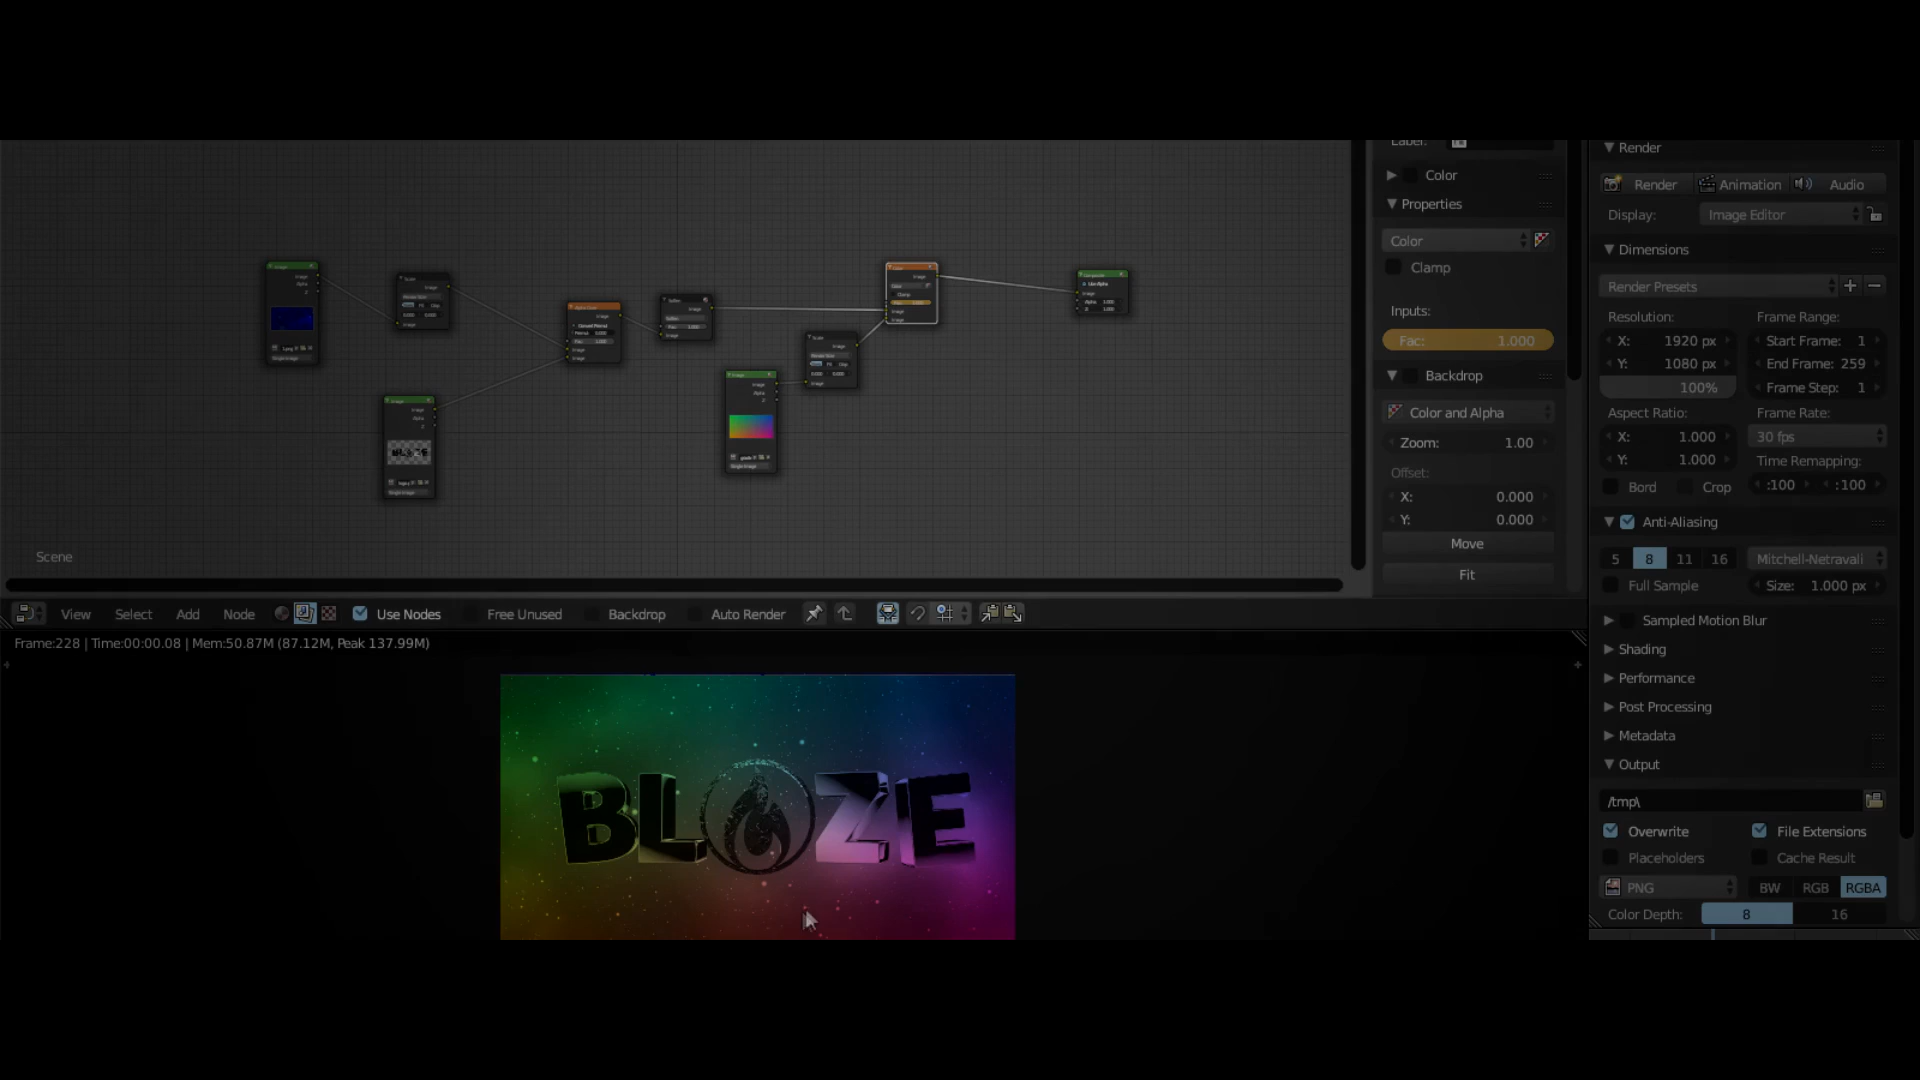 Label:
Color
Properties
Color
Clamp
Inputs:
Fac: 1.000
Backdrop
Color and Alpha
Zoom: 1.00
Offset:
X: 0.000
Y: 0.000
Move
Fit
Render
Render Animation Audio
Display: Image Editor
Dimensions
Render Presets
Resolution: Frame Range:
X: 1920 px Start Frame: 1
Y: 1080 px End Frame: 259
100% Frame Step: 1
Aspect Ratio: Frame Rate:
X: 1.000 30 fps
Y: 1.000 Time Remapping:
Bord Crop :100 :100
Anti-Aliasing
5 8 11 16 Mitchell-Netravali
Full Sample Size: 1.000 px
Sampled Motion Blur
Shading
Performance
Post Processing
Metadata
Output
/tmp\
Overwrite File Extensions
Placeholders Cache Result
PNG BW RGB RGBA
Color Depth: 8 16
Scene
View Select Add Node Use Nodes Free Unused Backdrop Auto Render
Frame:228 | Time:00:00.08 | Mem:50.87M (87.12M, Peak 137.99M)
BLOZE